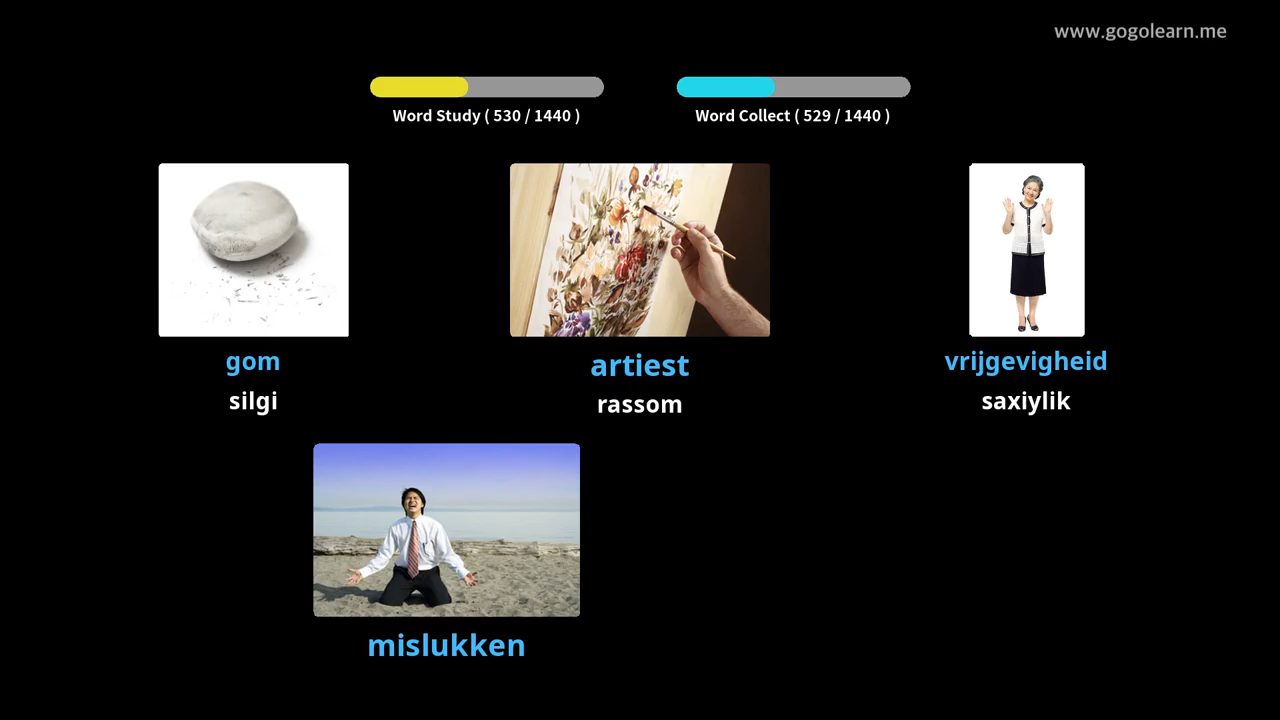 www.gogolearn.me
Word Study ( 530 / 1440 )
Word Collect ( 529 / 1440 )
gom
silgi
artiest
rassom
vrijgevigheid
saxiylik
mislukken